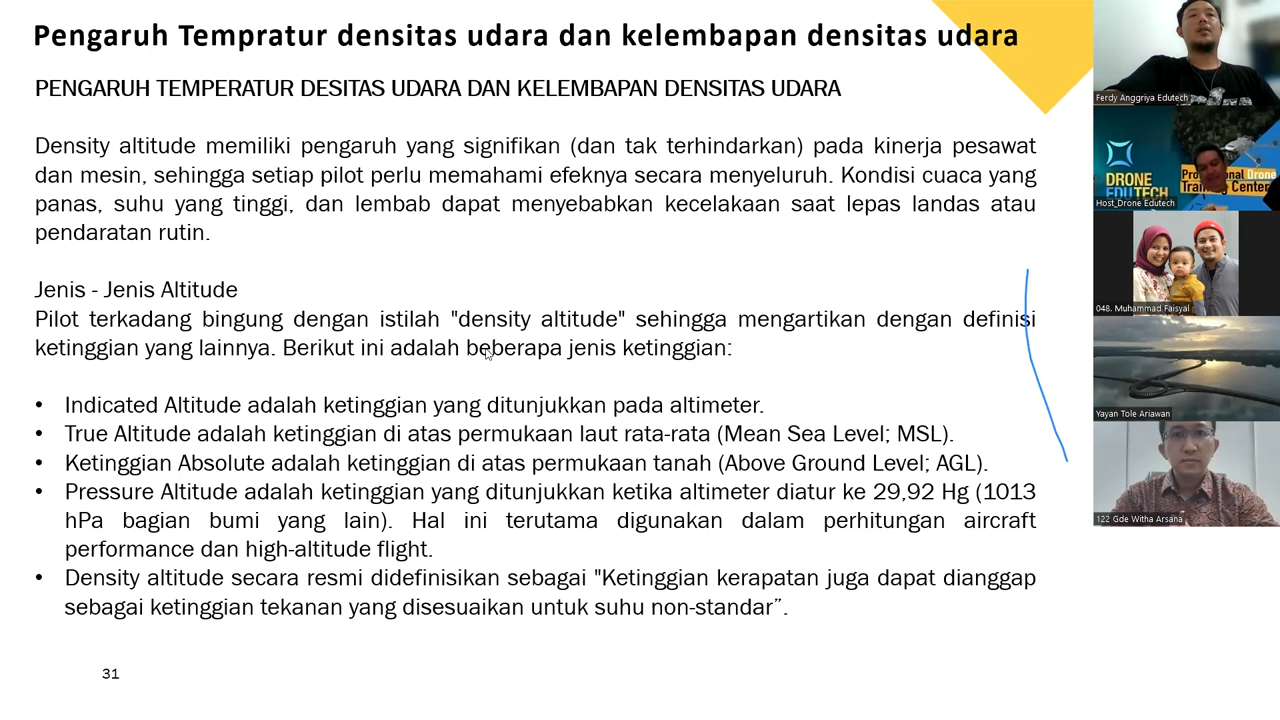 Pengaruh Tempratur densitas udara dan kelembapan densitas udara
PENGARUH TEMPERATUR DESITAS UDARA DAN KELEMBAPAN DENSITAS UDARA
Density altitude memiliki pengaruh yang signifikan (dan tak terhindarkan) pada kinerja pesawat
dan mesin, sehingga setiap pilot perlu memahami efeknya secara menyeluruh. Kondisi cuaca yang
panas, suhu yang tinggi, dan lembab dapat menyebabkan kecelakaan saat lepas landas atau
pendaratan rutin.
Jenis - Jenis Altitude
Pilot terkadang bingung dengan istilah "density altitude" sehingga mengartikan dengan definisi
ketinggian yang lainnya. Berikut ini adalah beberapa jenis ketinggian:
• Indicated Altitude adalah ketinggian yang ditunjukkan pada altimeter.
• True Altitude adalah ketinggian di atas permukaan laut rata-rata (Mean Sea Level; MSL).
• Ketinggian Absolute adalah ketinggian di atas permukaan tanah (Above Ground Level; AGL).
• Pressure Altitude adalah ketinggian yang ditunjukkan ketika altimeter diatur ke 29,92 Hg (1013
hPa bagian bumi yang lain). Hal ini terutama digunakan dalam perhitungan aircraft
performance dan high-altitude flight.
• Density altitude secara resmi didefinisikan sebagai "Ketinggian kerapatan juga dapat dianggap
sebagai ketinggian tekanan yang disesuaikan untuk suhu non-standar”.
31
Ferdy Anggriya Edutech
DRONE
EDUTECH
Drone
Center
Host_Drone Edutech
048. Muhammad Faisyal
Yayan Tole Ariawan
122 Gde Witha Arsana